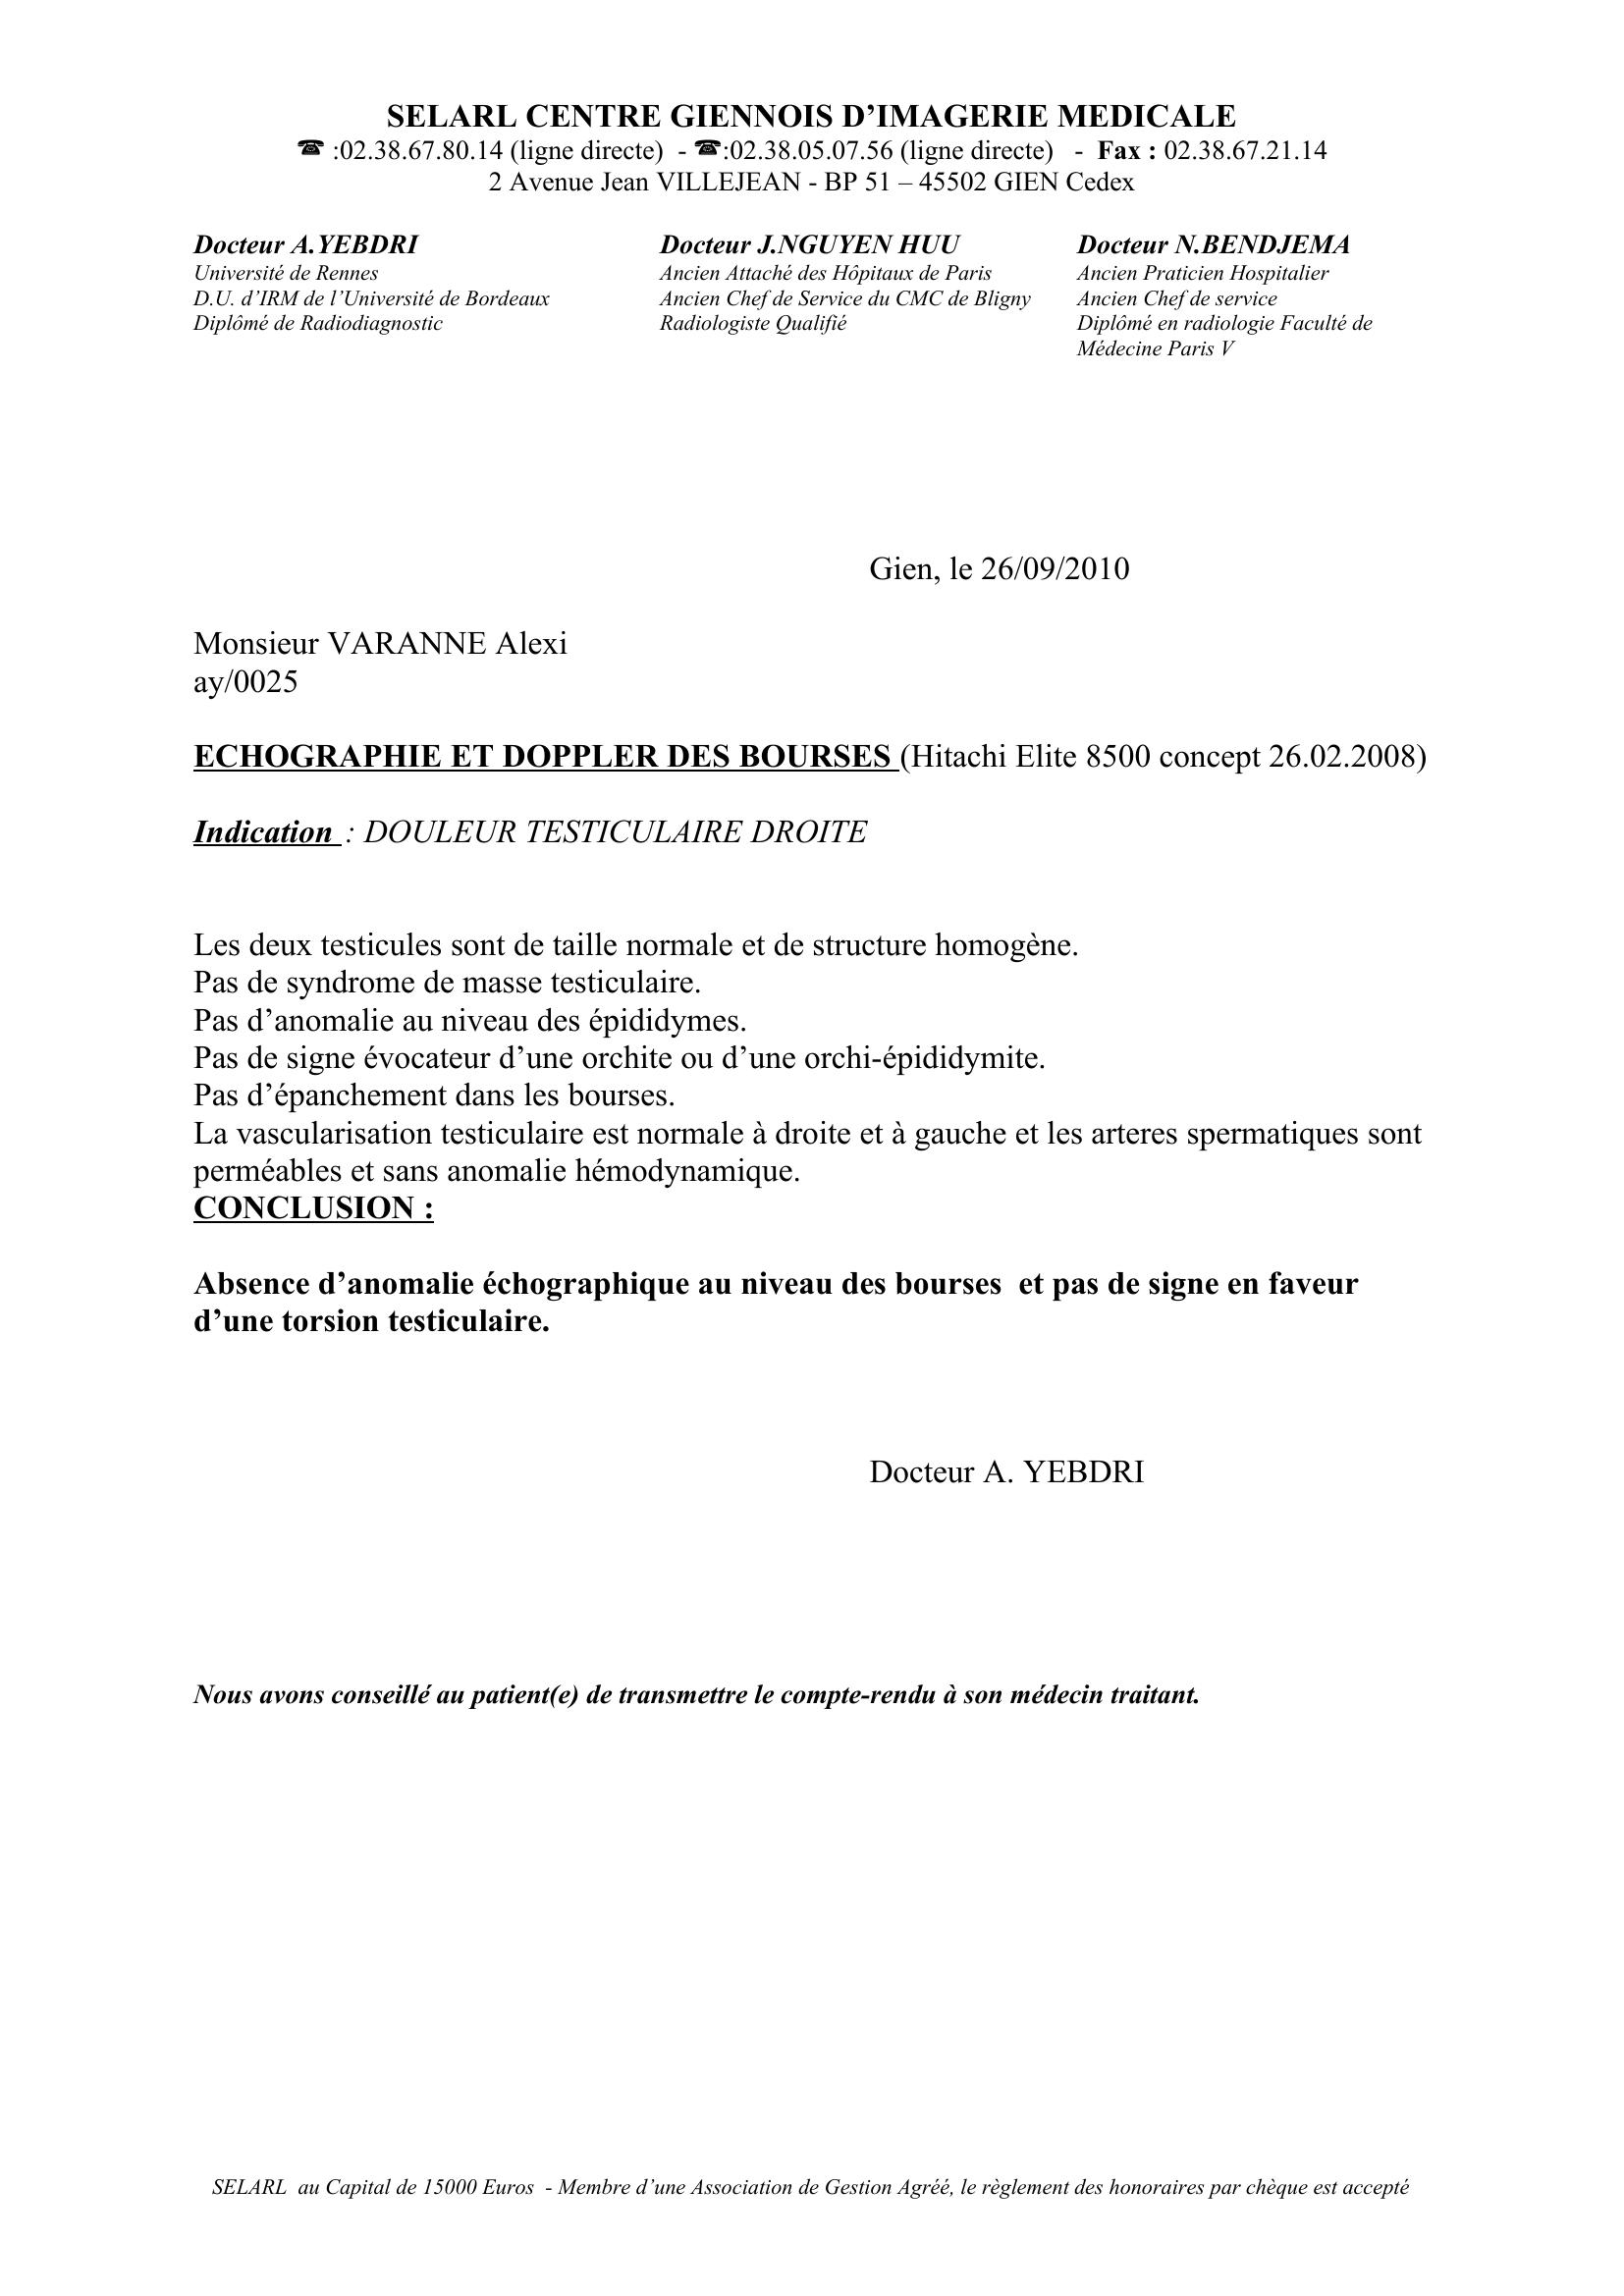 SELARL CENTRE GIENNOIS D’IMAGERIE MEDICALE
☎ :02.38.67.80.14 (ligne directe) - ☎:02.38.05.07.56 (ligne directe) - Fax : 02.38.67.21.14
2 Avenue Jean VILLEJEAN - BP 51 – 45502 GIEN Cedex
Docteur A.YEBDRI
Université de Rennes
D.U. d’IRM de l’Université de Bordeaux
Diplômé de Radiodiagnostic
Docteur J.NGUYEN HUU
Ancien Attaché des Hôpitaux de Paris
Ancien Chef de Service du CMC de Bligny
Radiologiste Qualifié
Docteur N.BENDJEMA
Ancien Praticien Hospitalier
Ancien Chef de service
Diplômé en radiologie Faculté de
Médecine Paris V
Gien, le 26/09/2010
Monsieur VARANNE Alexi
ay/0025
ECHOGRAPHIE ET DOPPLER DES BOURSES (Hitachi Elite 8500 concept 26.02.2008)
Indication : DOULEUR TESTICULAIRE DROITE
Les deux testicules sont de taille normale et de structure homogène.
Pas de syndrome de masse testiculaire.
Pas d’anomalie au niveau des épididymes.
Pas de signe évocateur d’une orchite ou d’une orchi-épididymite.
Pas d’épanchement dans les bourses.
La vascularisation testiculaire est normale à droite et à gauche et les arteres spermatiques sont
perméables et sans anomalie hémodynamique.
CONCLUSION :
Absence d’anomalie échographique au niveau des bourses et pas de signe en faveur
d’une torsion testiculaire.
Docteur A. YEBDRI
Nous avons conseillé au patient(e) de transmettre le compte-rendu à son médecin traitant.
SELARL au Capital de 15000 Euros - Membre d’une Association de Gestion Agréé, le règlement des honoraires par chèque est accepté